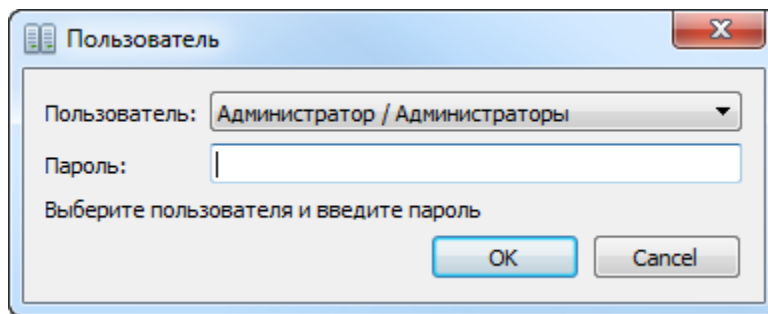 Пользователь
Пользователь: Администратор / Администраторы
Пароль:
Выберите пользователя и введите пароль
OK Cancel